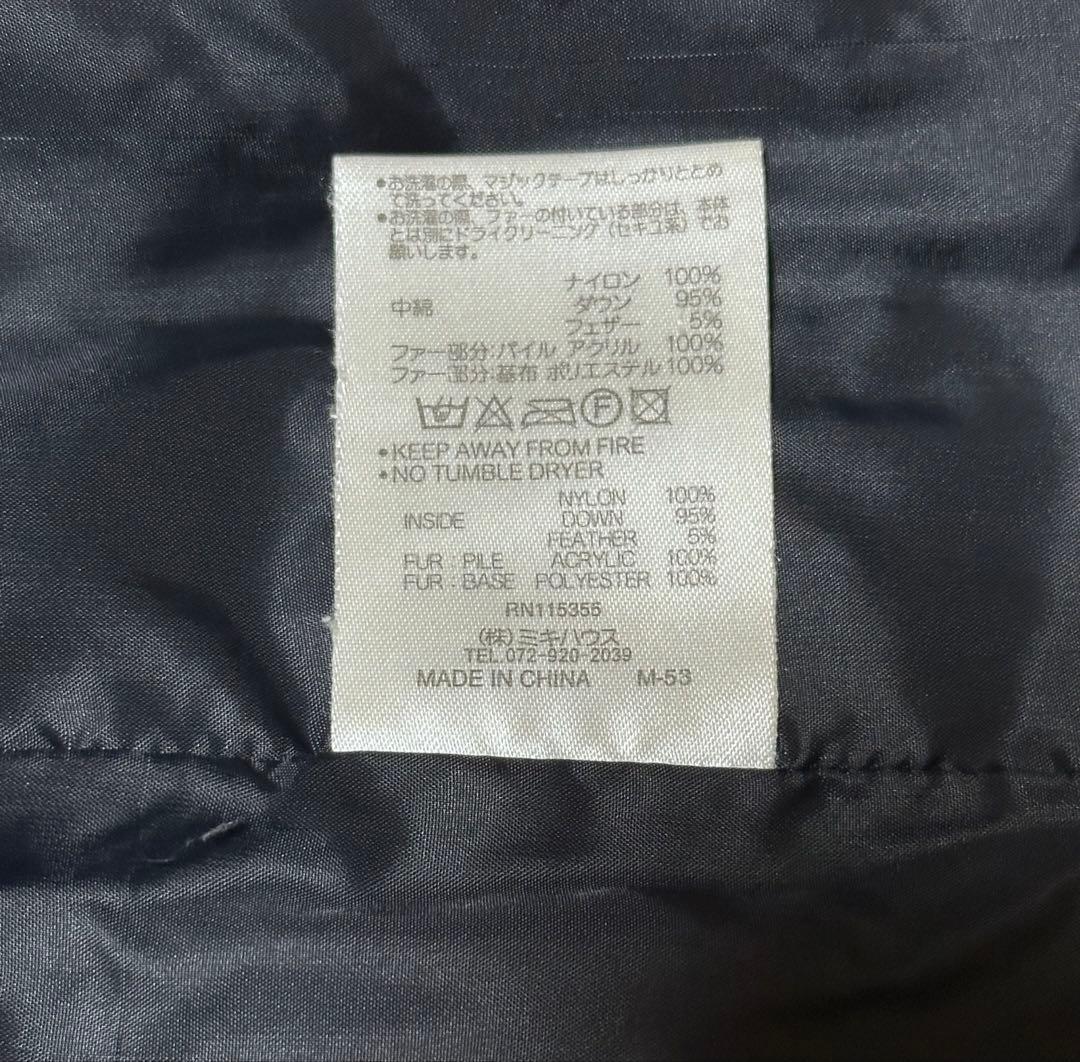 •お洗濯の際、マジックテープはしっかりととめ
て洗ってください。
•お洗濯の際、ファーの付いている部分は、本体
とは別にドライクリーニング（セキユ系）でお
願いします。
ナイロン 100%
中綿 ダウン 95%
フェザー 5%
ファー部分:パイル アクリル 100%
ファー部分:基布 ポリエステル 100%
F
•KEEP AWAY FROM FIRE
•NO TUMBLE DRYER
NYLON 100%
INSIDE DOWN 95%
FEATHER 5%
FUR : PILE ACRYLIC 100%
FUR : BASE POLYESTER 100%
RN115355
(株)ミキハウス
TEL.072-920-2039
MADE IN CHINA M-53